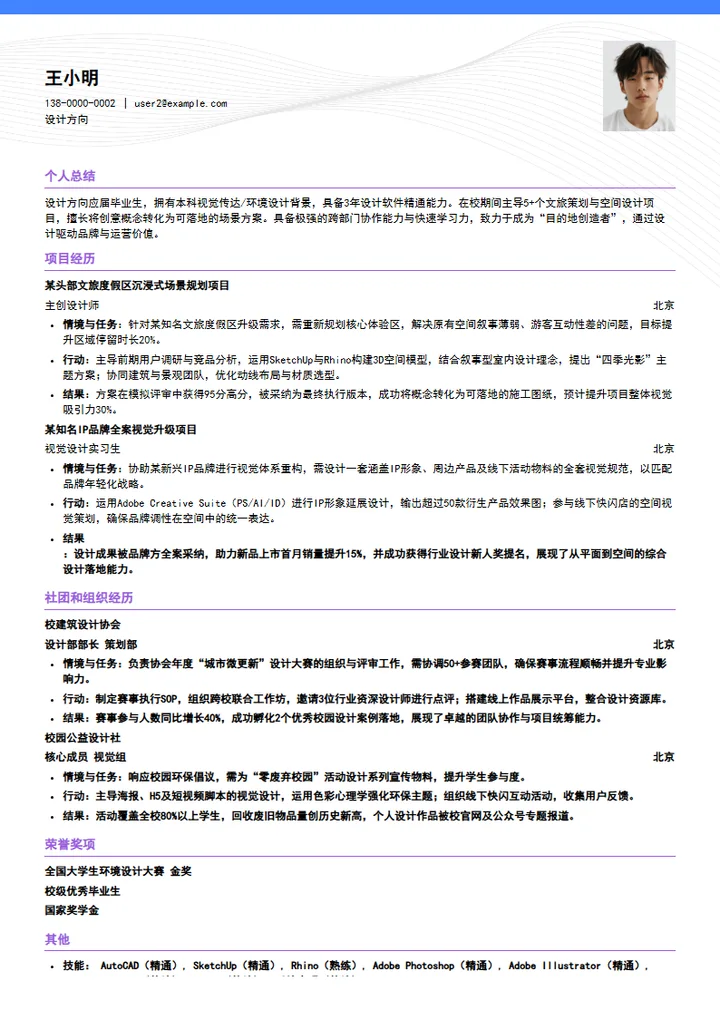 王小明
138-0000-0002 | user2@example.com
设计方向
个人总结
设计方向应届毕业生，拥有本科视觉传达/环境设计背景，具备3年设计软件精通能力。在校期间主导5+个文旅策划与空间设计项
目，擅长将创意概念转化为可落地的场景方案。具备极强的跨部门协作能力与快速学习力，致力于成为“目的地创造者”，通过设
计驱动品牌与运营价值。
项目经历
某头部文旅度假区沉浸式场景规划项目
主创设计师 北京
• 情境与任务：针对某知名文旅度假区升级需求，需重新规划核心体验区，解决原有空间叙事薄弱、游客互动性差的问题，目标提
升区域停留时长20%。
• 行动：主导前期用户调研与竞品分析，运用SketchUp与Rhino构建3D空间模型，结合叙事型室内设计理念，提出“四季光影”主
题方案；协同建筑与景观团队，优化动线布局与材质选型。
• 结果：方案在模拟评审中获得95分高分，被采纳为最终执行版本，成功将概念转化为可落地的施工图纸，预计提升项目整体视觉
吸引力30%。
某知名IP品牌全案视觉升级项目
视觉设计实习生 北京
• 情境与任务：协助某新兴IP品牌进行视觉体系重构，需设计一套涵盖IP形象、周边产品及线下活动物料的全套视觉规范，以匹配
品牌年轻化战略。
• 行动：运用Adobe Creative Suite（PS/AI/ID）进行IP形象延展设计，输出超过50款衍生产品效果图；参与线下快闪店的空间视
觉策划，确保品牌调性在空间中的统一表达。
• 结果
：设计成果被品牌方全案采纳，助力新品上市首月销量提升15%，并成功获得行业设计新人奖提名，展现了从平面到空间的综合
设计落地能力。
社团和组织经历
校建筑设计协会
设计部部长 策划部 北京
• 情境与任务：负责协会年度“城市微更新”设计大赛的组织与评审工作，需协调50+参赛团队，确保赛事流程顺畅并提升专业影
响力。
• 行动：制定赛事执行SOP，组织跨校联合工作坊，邀请3位行业资深设计师进行点评；搭建线上作品展示平台，整合设计资源库。
• 结果：赛事参与人数同比增长40%，成功孵化2个优秀校园设计案例落地，展现了卓越的团队协作与项目统筹能力。
校园公益设计社
核心成员 视觉组 北京
• 情境与任务：响应校园环保倡议，需为“零废弃校园”活动设计系列宣传物料，提升学生参与度。
• 行动：主导海报、H5及短视频脚本的视觉设计，运用色彩心理学强化环保主题；组织线下快闪互动活动，收集用户反馈。
• 结果：活动覆盖全校80%以上学生，回收废旧物品量创历史新高，个人设计作品被校官网及公众号专题报道。
荣誉奖项
全国大学生环境设计大赛 金奖
校级优秀毕业生
国家奖学金
其他
• 技能： AutoCAD（精通）, SketchUp（精通）, Rhino（熟练）, Adobe Photoshop（精通）, Adobe Illustrator（精通）,